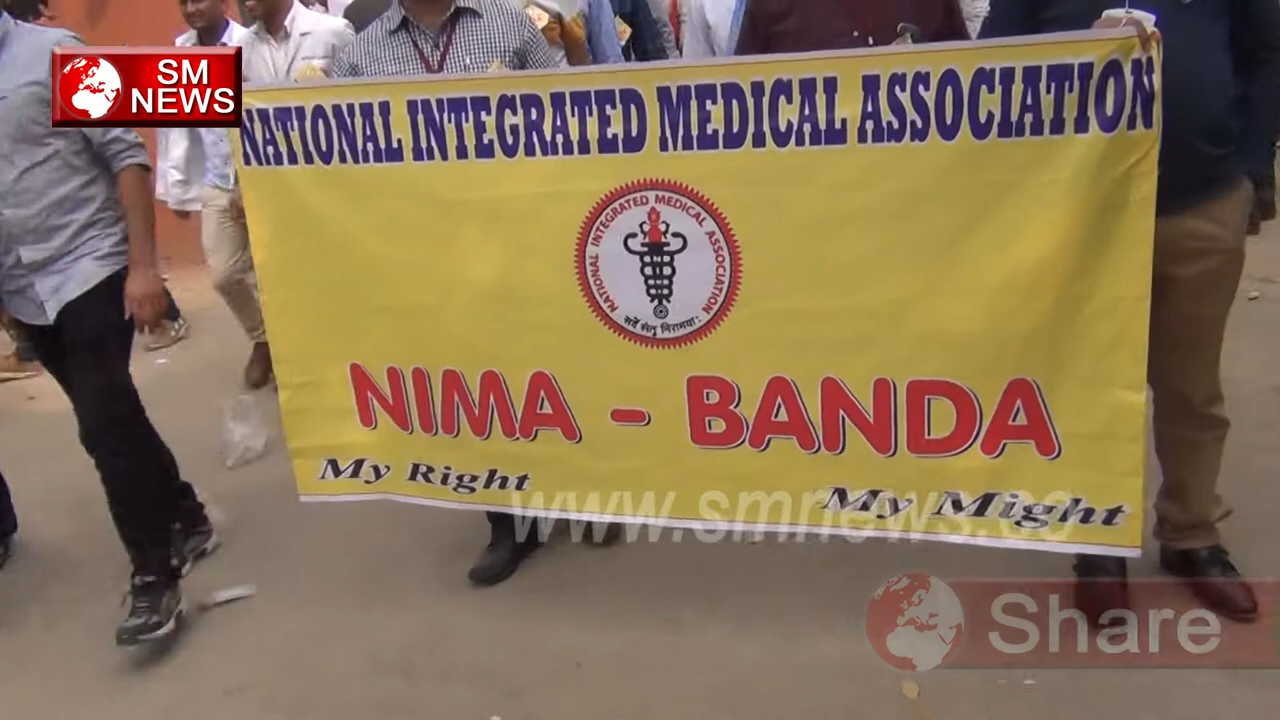 SM
NEWS
NATIONAL INTEGRATED MEDICAL ASSOCIATION
NATIONAL INTEGRATED MEDICAL ASSOCIATION
सर्वे संतु निरामयाः
NIMA - BANDA
My Right
My Might
www.smnews.co
Share